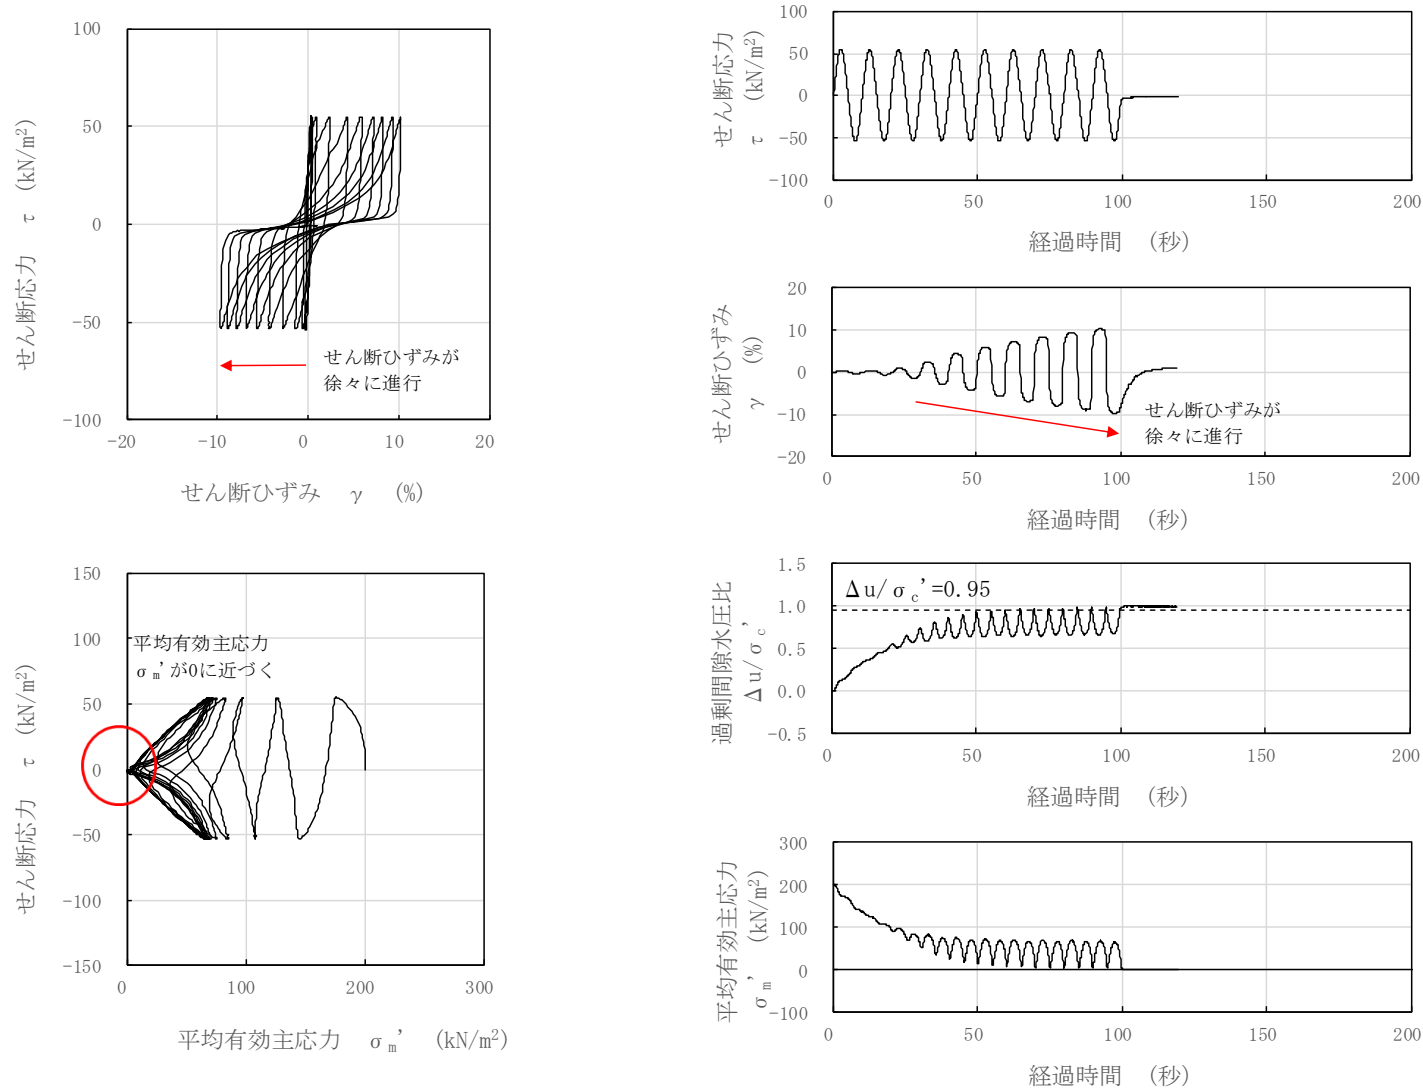 100
50
0
-50
-100
-20
-10
0
10
20
せん断応力 τ (kN/m²)
せん断ひずみ γ (%)
せん断ひずみが
徐々に進行
100
50
0
-50
-100
0
50
100
150
200
せん断応力
τ (kN/m²)
経過時間 (秒)
20
10
0
-10
-20
0
50
100
150
200
せん断ひずみ
γ (%)
せん断ひずみが
徐々に進行
経過時間 (秒)
150
100
50
0
-50
-100
-150
0
100
200
300
せん断応力 τ (kN/m²)
平均有効主応力
σm'が0に近づく
平均有効主応力 σm' (kN/m²)
1.5
1.0
0.5
0.0
-0.5
0
50
100
150
200
過剰間隙水圧比
Δu/σc'
Δu/σc'=0.95
経過時間 (秒)
300
200
100
0
-100
0
50
100
150
200
平均有効主応力
σm' (kN/m²)
経過時間 (秒)